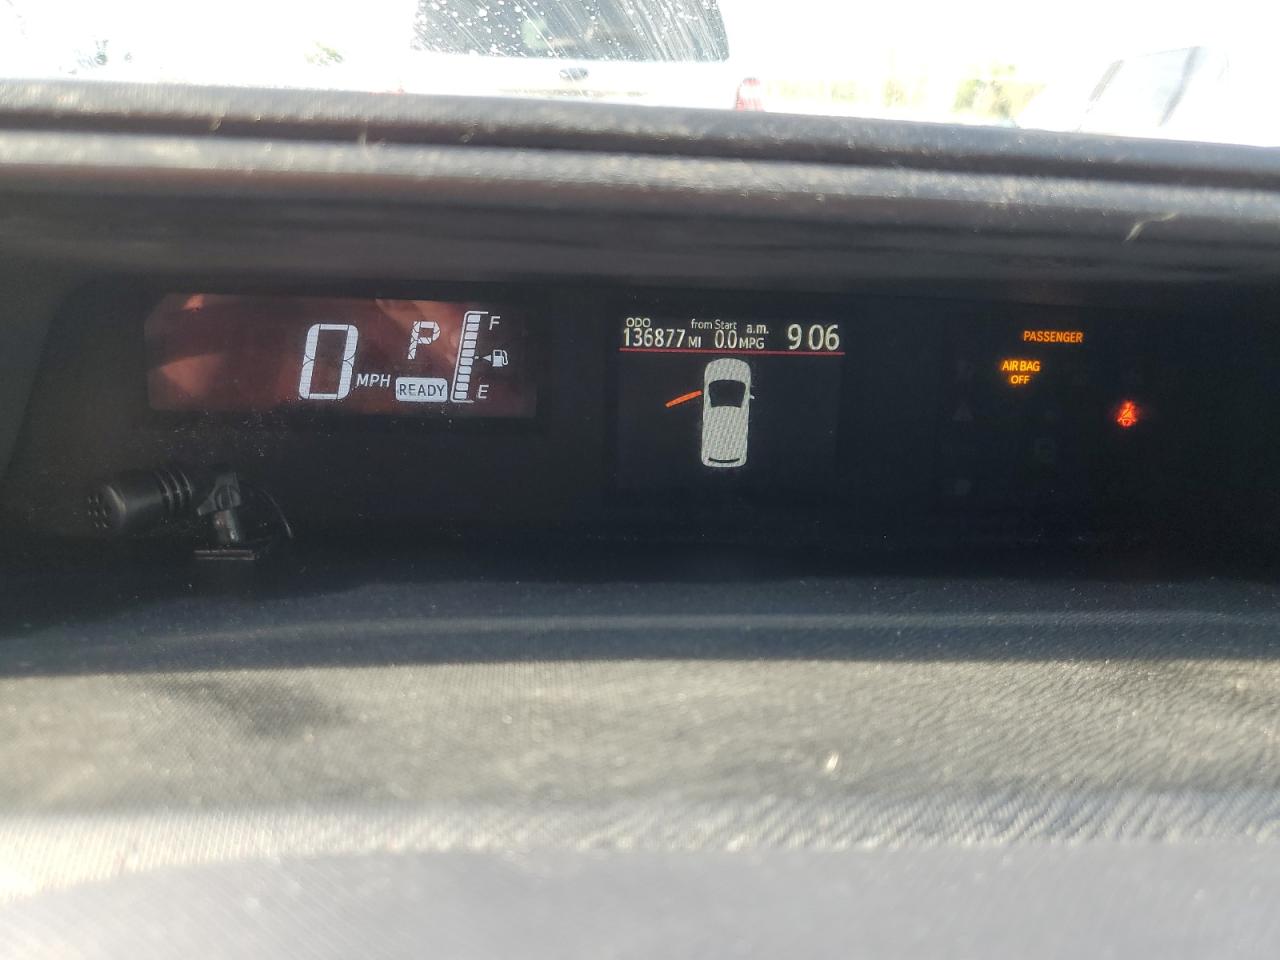 0 MPH
P
READY
F
E
ODO
136877 MI
from Start
0.0 MPG
a.m.
9 06
PASSENGER
AIR BAG
OFF